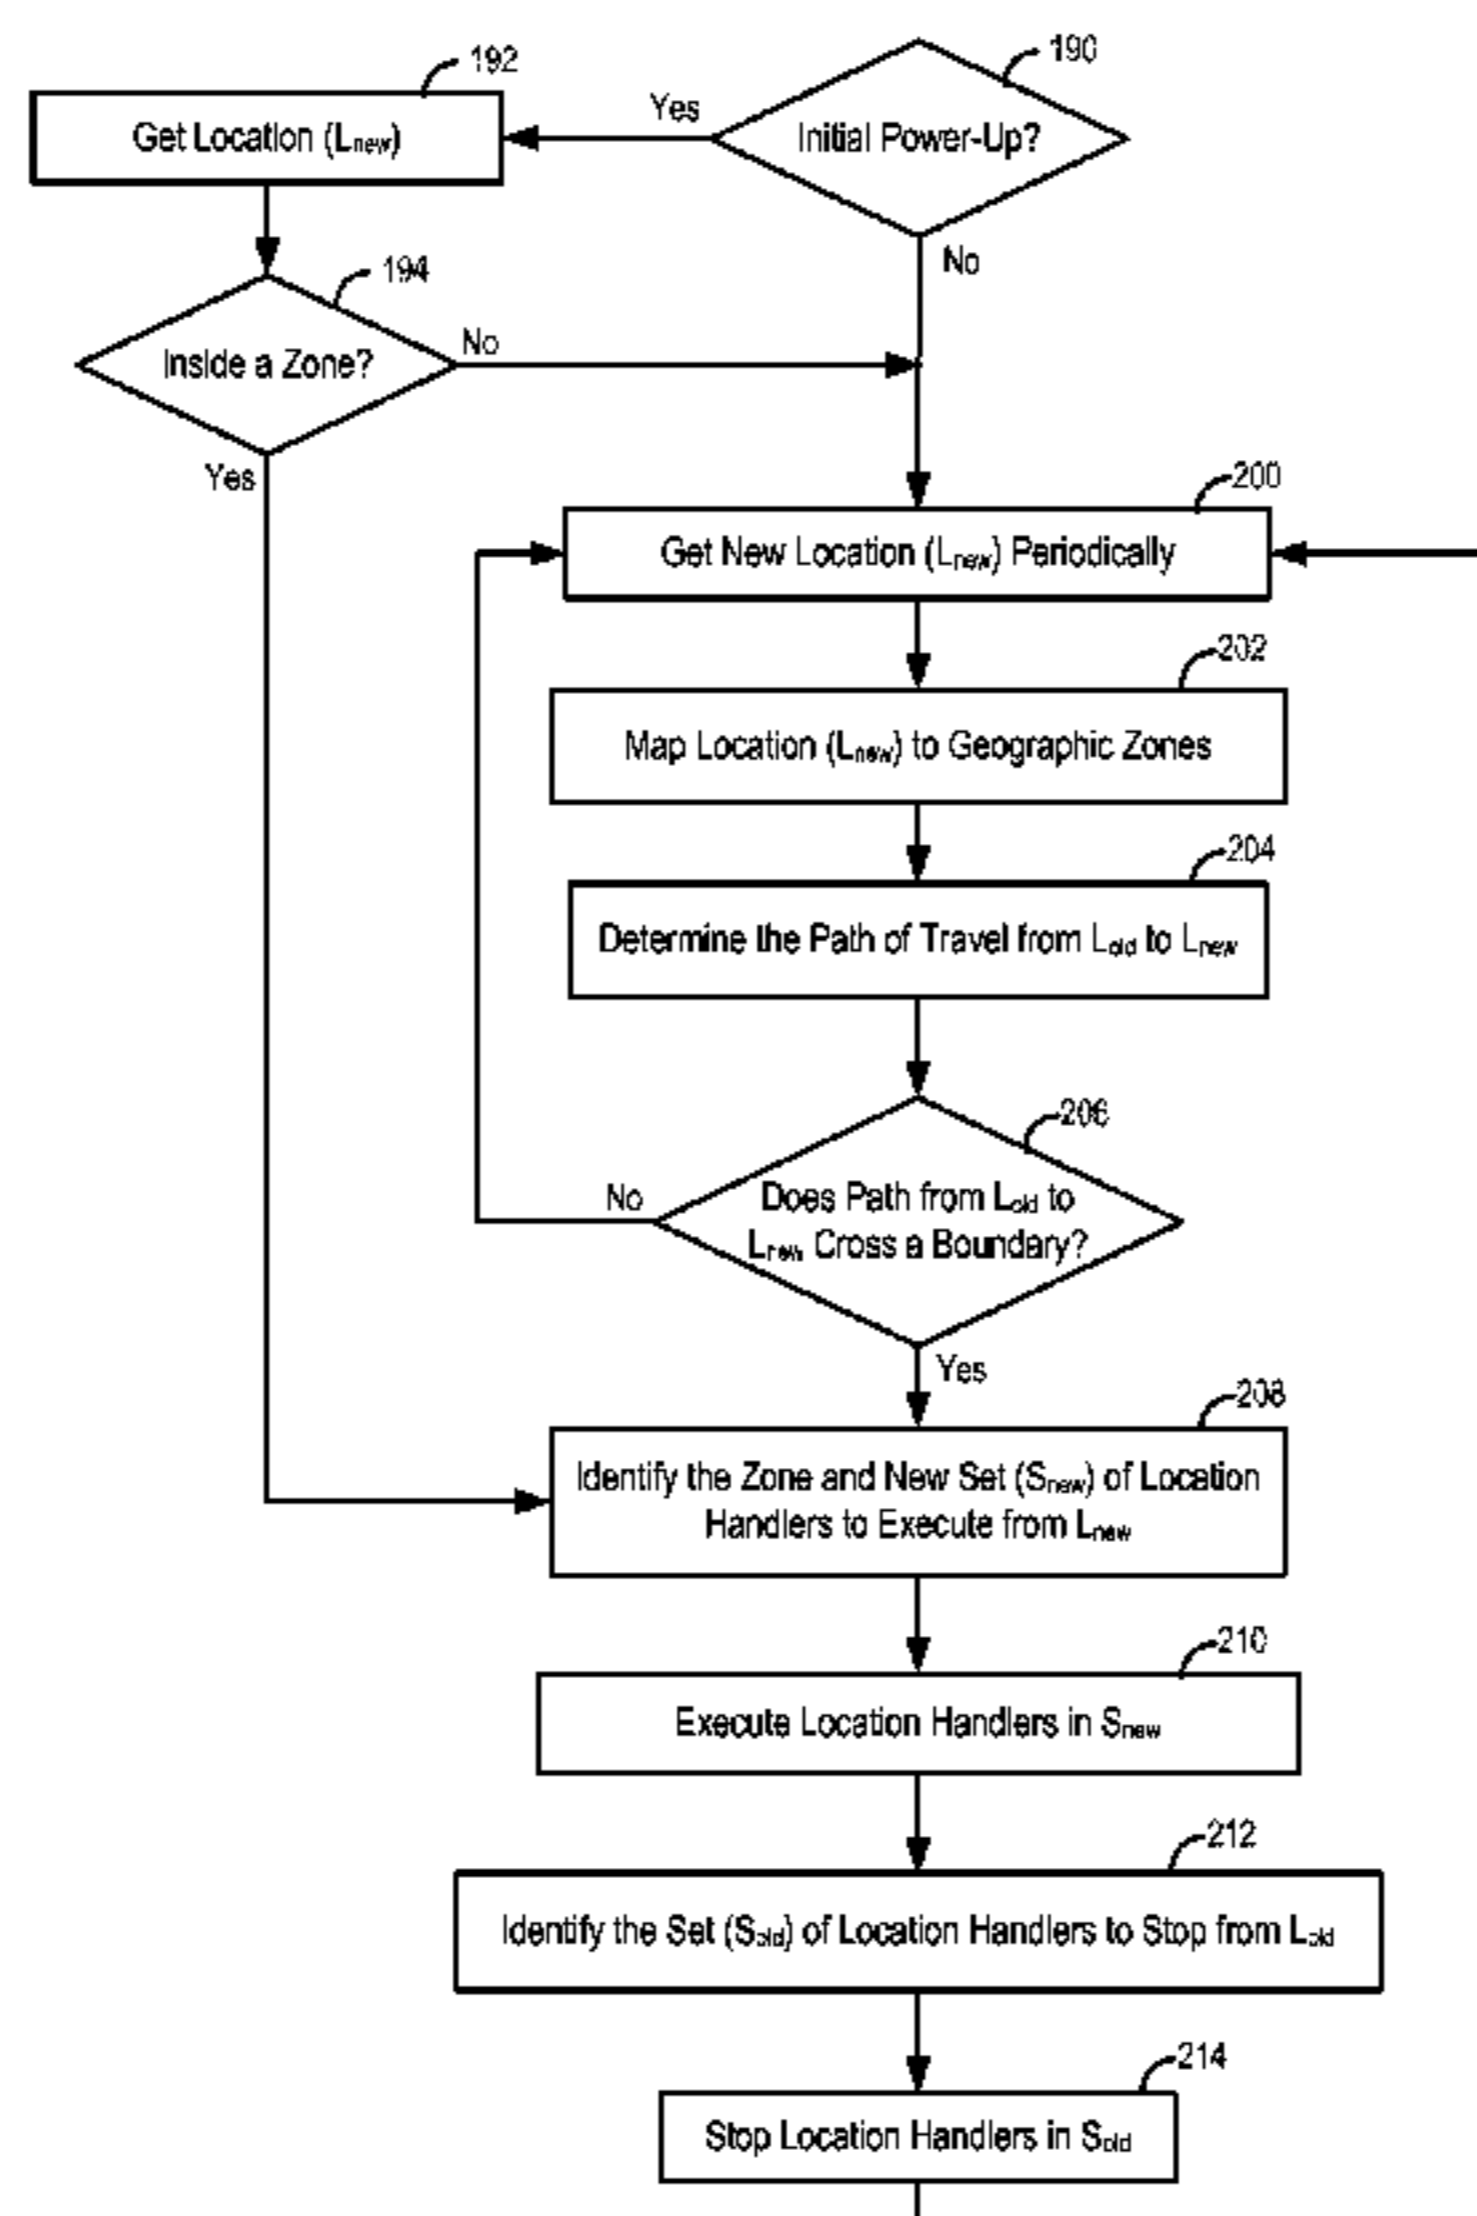 190
Initial Power-Up?
Yes
No
192
Get Location (Lnew)
194
Inside a Zone?
No
Yes
200
Get New Location (Lnew) Periodically
202
Map Location (Lnew) to Geographic Zones
204
Determine the Path of Travel from Lold to Lnew
206
Does Path from Lold to
Lnew Cross a Boundary?
No
Yes
208
Identify the Zone and New Set (Snew) of Location
Handlers to Execute from Lnew
210
Execute Location Handlers in Snew
212
Identify the Set (Sold) of Location Handlers to Stop from Lold
214
Stop Location Handlers in Sold